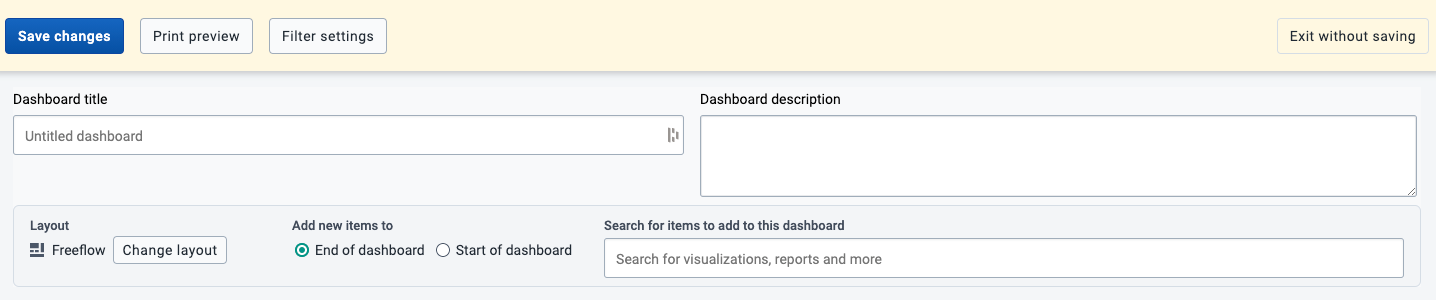 Save changes
Print preview
Filter settings
Exit without saving
Dashboard title
Dashboard description
Untitled dashboard
Layout
Add new items to
Search for items to add to this dashboard
Freeflow
Change layout
End of dashboard
Start of dashboard
Search for visualizations, reports and more